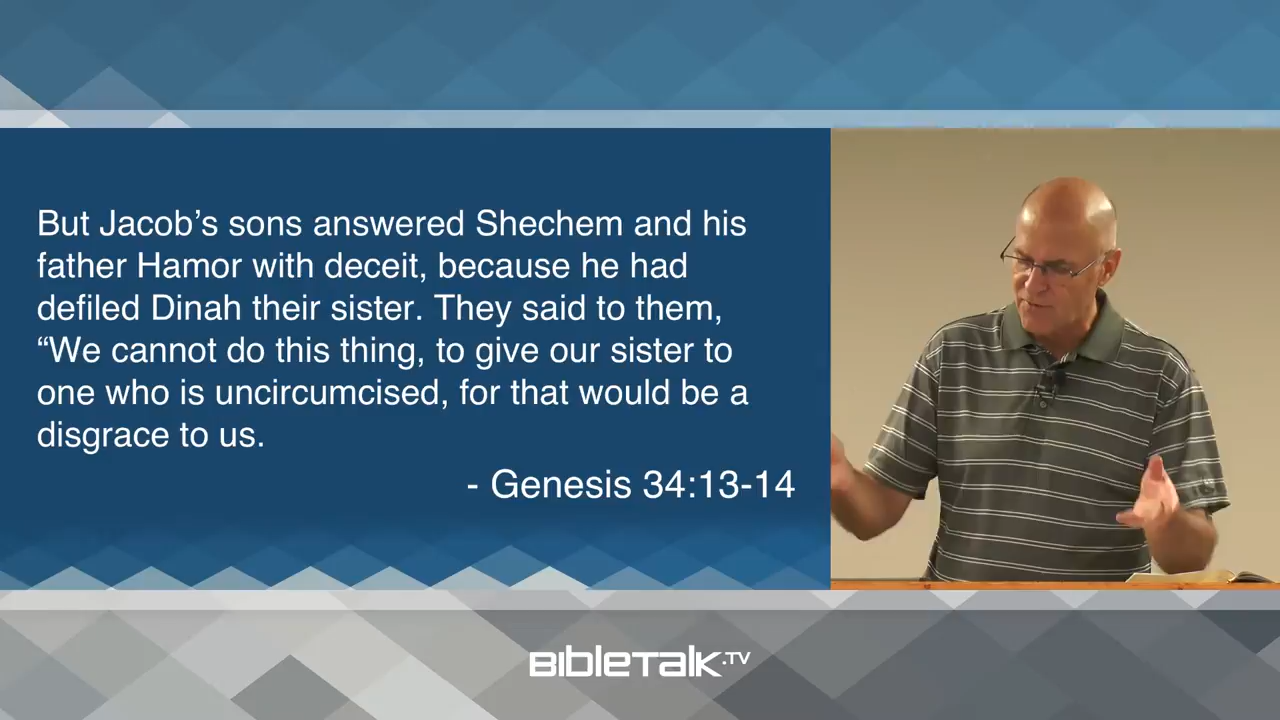 But Jacob’s sons answered Shechem and his
father Hamor with deceit, because he had
defiled Dinah their sister. They said to them,
“We cannot do this thing, to give our sister to
one who is uncircumcised, for that would be a
disgrace to us.
- Genesis 34:13-14
BIBLETALK.TV